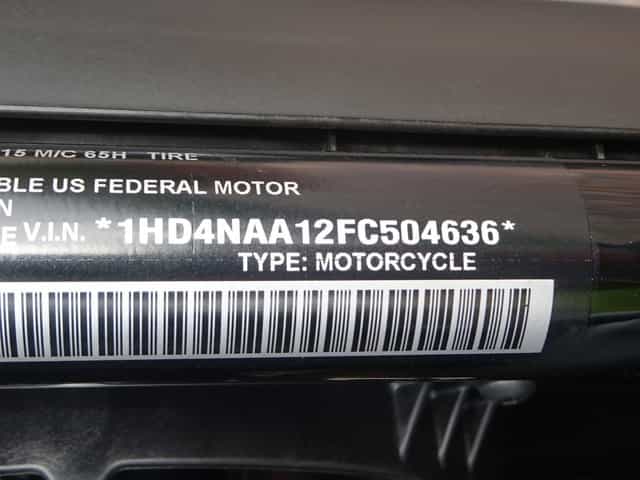 15 M/C 65H TIRE
BLE US FEDERAL MOTOR
N
E V.I.N. *1HD4NAA12FC504636*
TYPE: MOTORCYCLE